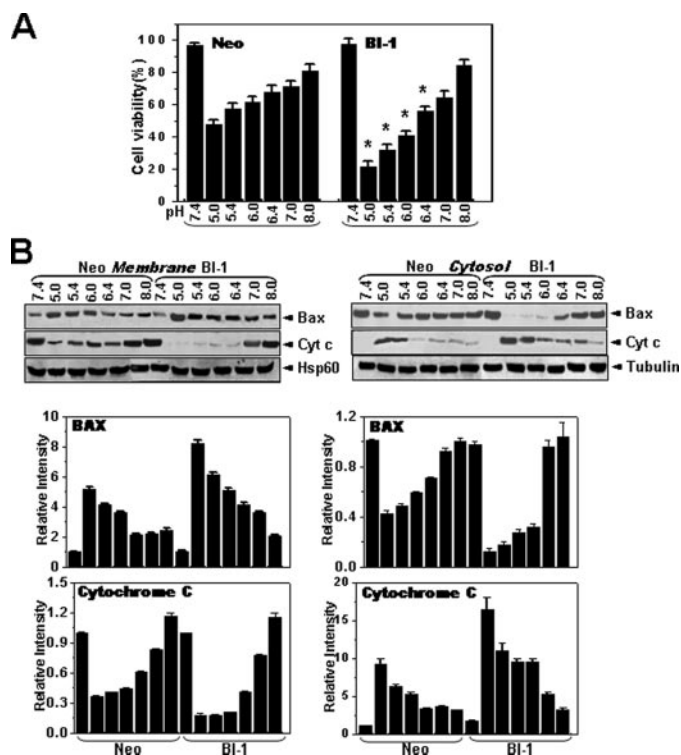 A
Neo
BI-1
Cell viability(%)
100
80
60
40
20
0
* * * *
pH
7.4 5.0 5.4 6.0 6.4 7.0 8.0 7.4 5.0 5.4 6.0 6.4 7.0 8.0
B
Neo Membrane BI-1
7.4 5.0 5.4 6.0 6.4 7.0 8.0 7.4 5.0 5.4 6.0 6.4 7.0 8.0
Bax
Cyt c
Hsp60
Neo Cytosol BI-1
7.4 5.0 5.4 6.0 6.4 7.0 8.0 7.4 5.0 5.4 6.0 6.4 7.0 8.0
Bax
Cyt c
Tubulin
BAX
Relative Intensity
10
8
6
4
2
0
BAX
Relative Intensity
1.2
0.8
0.4
0.0
Cytochrome C
Relative Intensity
1.5
1.2
0.9
0.6
0.3
0.0
Neo BI-1
Cytochrome C
Relative Intensity
20
15
10
5
0
Neo BI-1